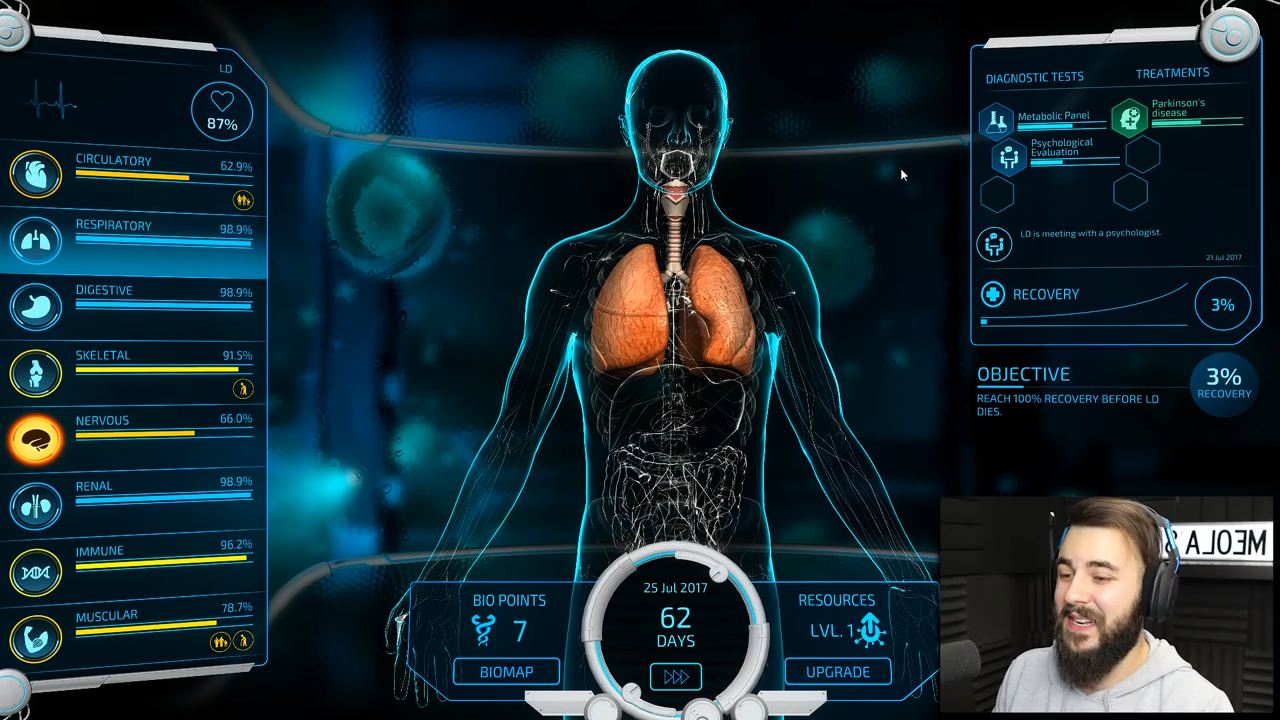 LD
87%
CIRCULATORY 62.9%
RESPIRATORY 98.9%
DIGESTIVE 98.9%
SKELETAL 91.5%
NERVOUS 66.0%
RENAL 98.9%
IMMUNE 96.2%
MUSCULAR 78.7%
DIAGNOSTIC TESTS TREATMENTS
Metabolic Panel
Parkinson's
disease
Psychological
Evaluation
LD is meeting with a psychologist.
21 Jul 2017
RECOVERY 3%
OBJECTIVE
REACH 100% RECOVERY BEFORE LD
DIES.
3%
RECOVERY
BIO POINTS
7
BIOMAP
25 Jul 2017
62
DAYS
RESOURCES
LVL. 1
UPGRADE
MEOLA'S